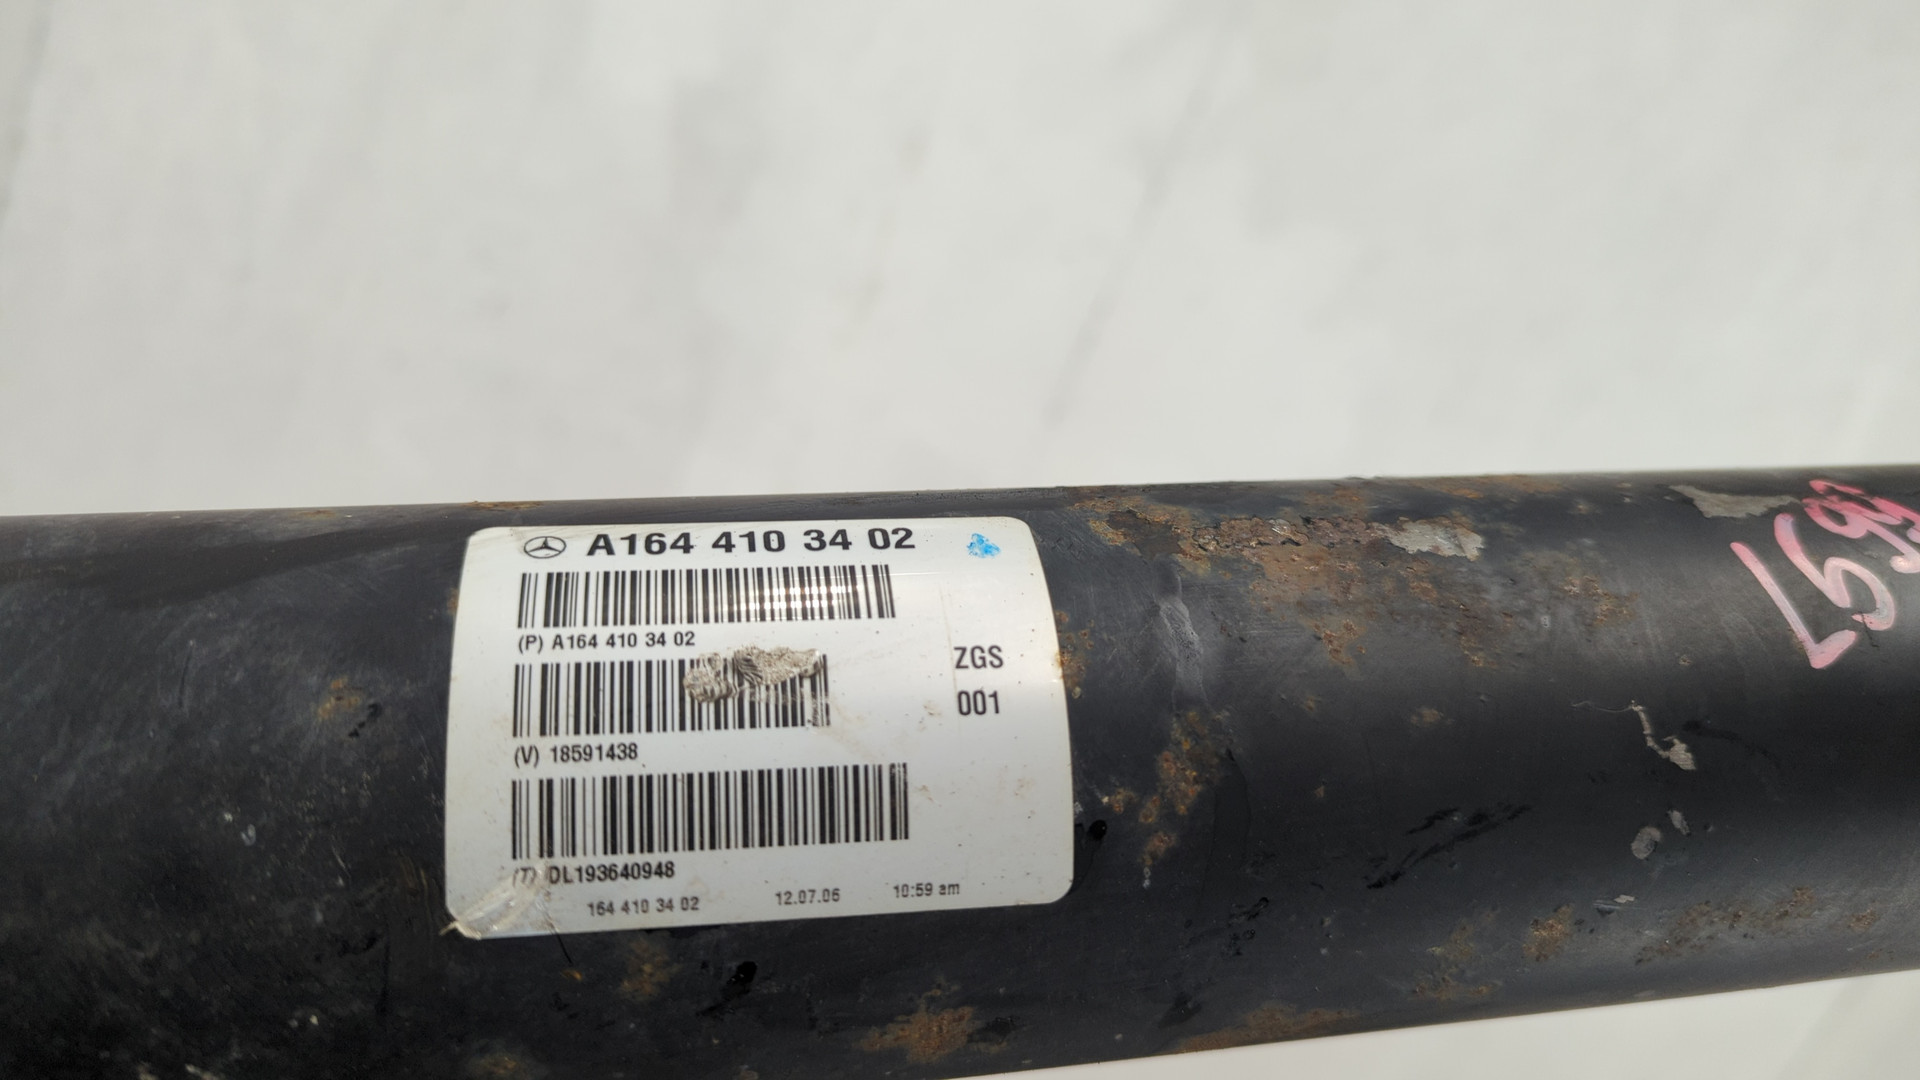 A164 410 34 02
(P) A164 410 34 02
ZGS
001
(V) 18591438
(T) DL193640948
164 410 34 02 12.07.06 10:59 am